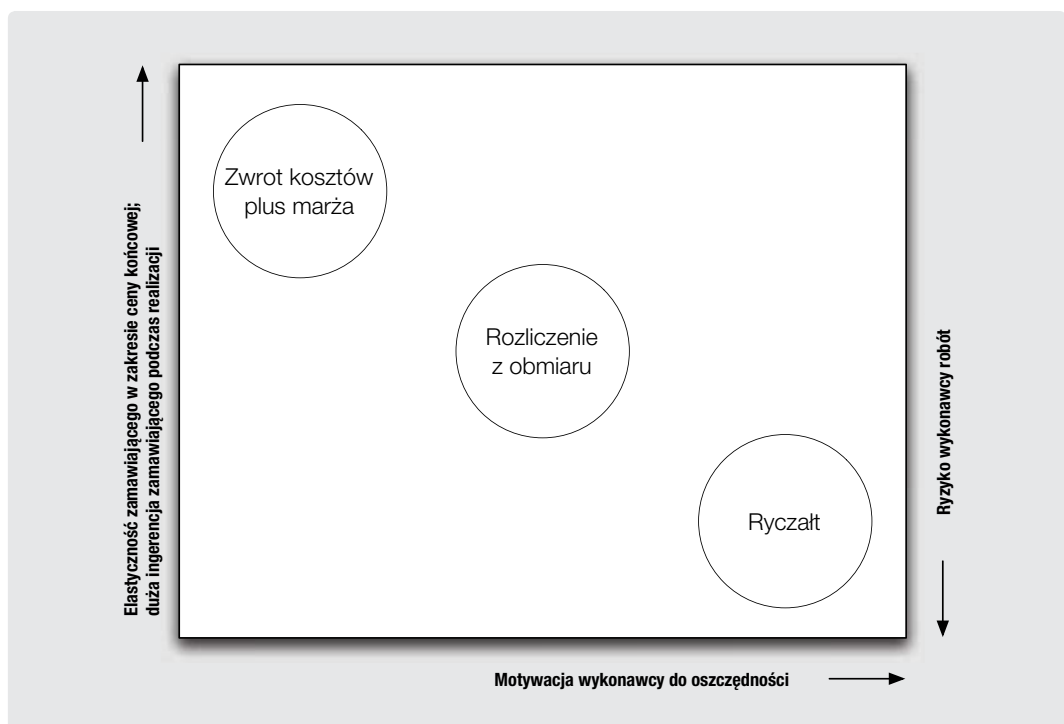 Elastyczność zamawiającego w zakresie ceny końcowej;
duża ingerencja zamawiającego podczas realizacji
Zwrot kosztów
plus marża
Rozliczenie
z obmiaru
Ryczałt
Ryzyko wykonawcy robót
Motywacja wykonawcy do oszczędności